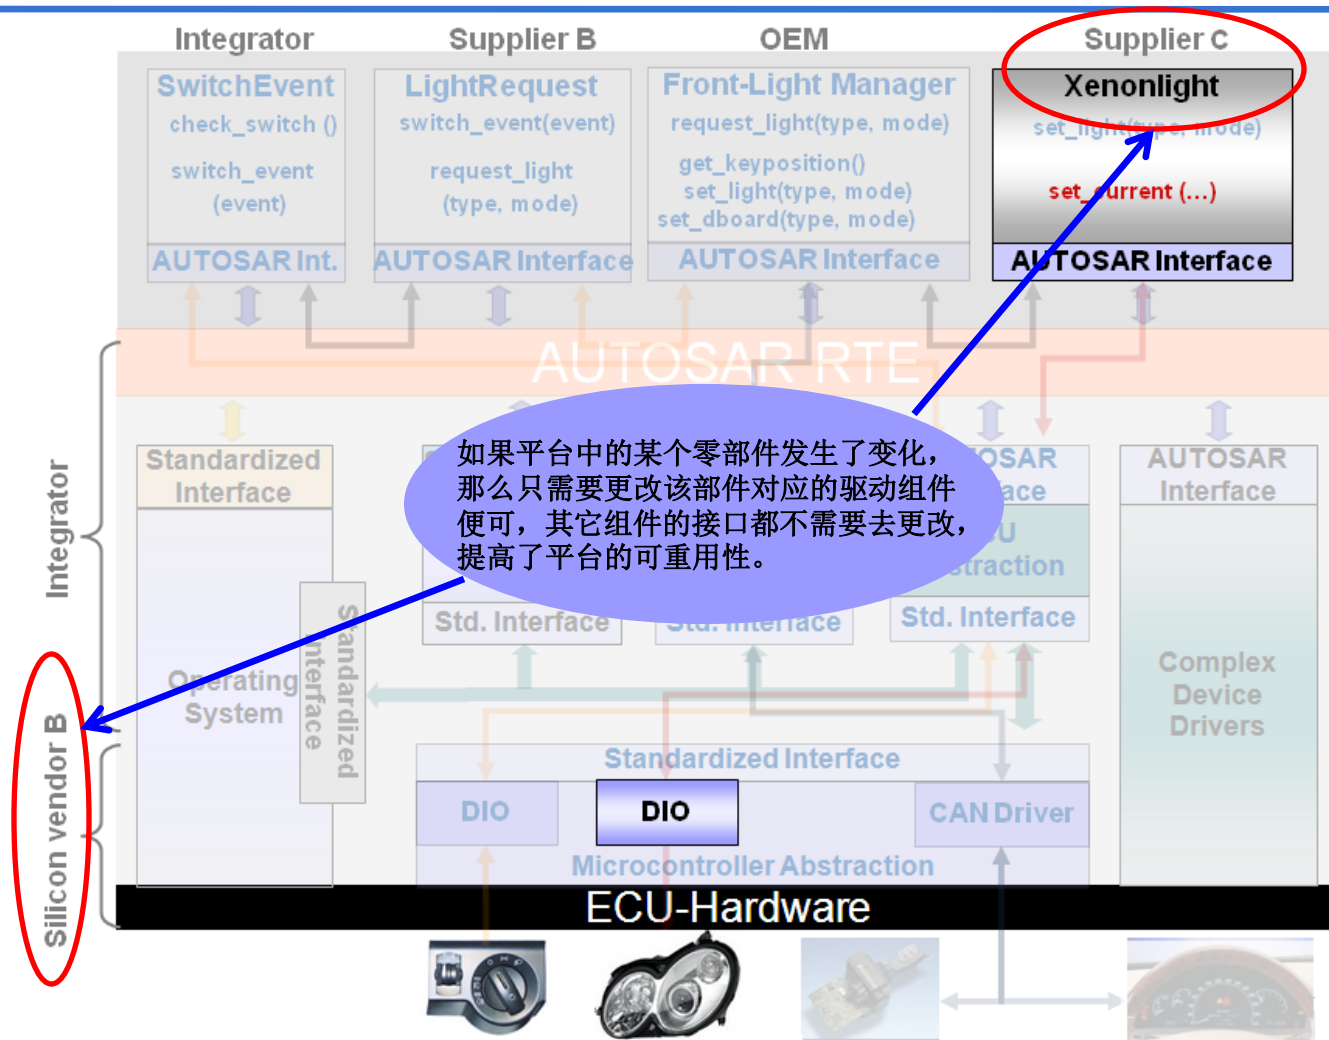 Integrator
Supplier B
OEM
Supplier C
SwitchEvent
check_switch ()
switch_event
(event)
AUTOSAR Int.
LightRequest
switch_event(event)
request_light
(type, mode)
AUTOSAR Interface
Front-Light Manager
request_light(type, mode)
get_keyposition()
set_light(type, mode)
set_dboard(type, mode)
AUTOSAR Interface
Xenonlight
set_light(type, mode)
set_current (...)
AUTOSAR Interface
AUTOSAR RTE
如果平台中的某个零部件发生了变化，
那么只需要更改该部件对应的驱动组件
便可，其它组件的接口都不需要去更改，
提高了平台的可重用性。
Integrator
Silicon vendor B
Standardized
Interface
Operating
System
Standardized
Interface
Std. Interface
Std. Interface
Std. Interface
AUTOSAR
Interface
Complex
Device
Drivers
Standardized Interface
DIO
DIO
CAN Driver
Microcontroller Abstraction
ECU-Hardware